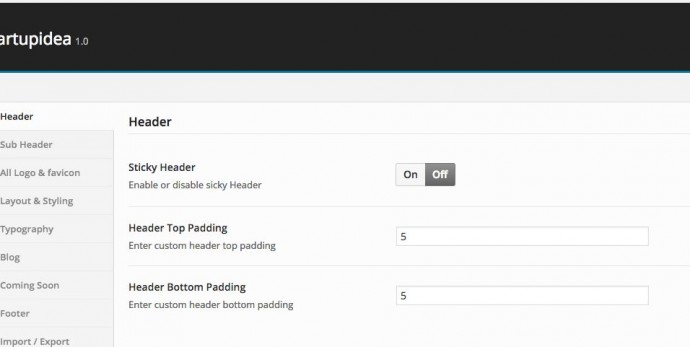 artupidea 1.0
Header
Sub Header
All Logo & favicon
Layout & Styling
Typography
Blog
Coming Soon
Footer
Import / Export
Header
Sticky Header
Enable or disable sicky Header
On Off
Header Top Padding
Enter custom header top padding
5
Header Bottom Padding
Enter custom header bottom padding
5